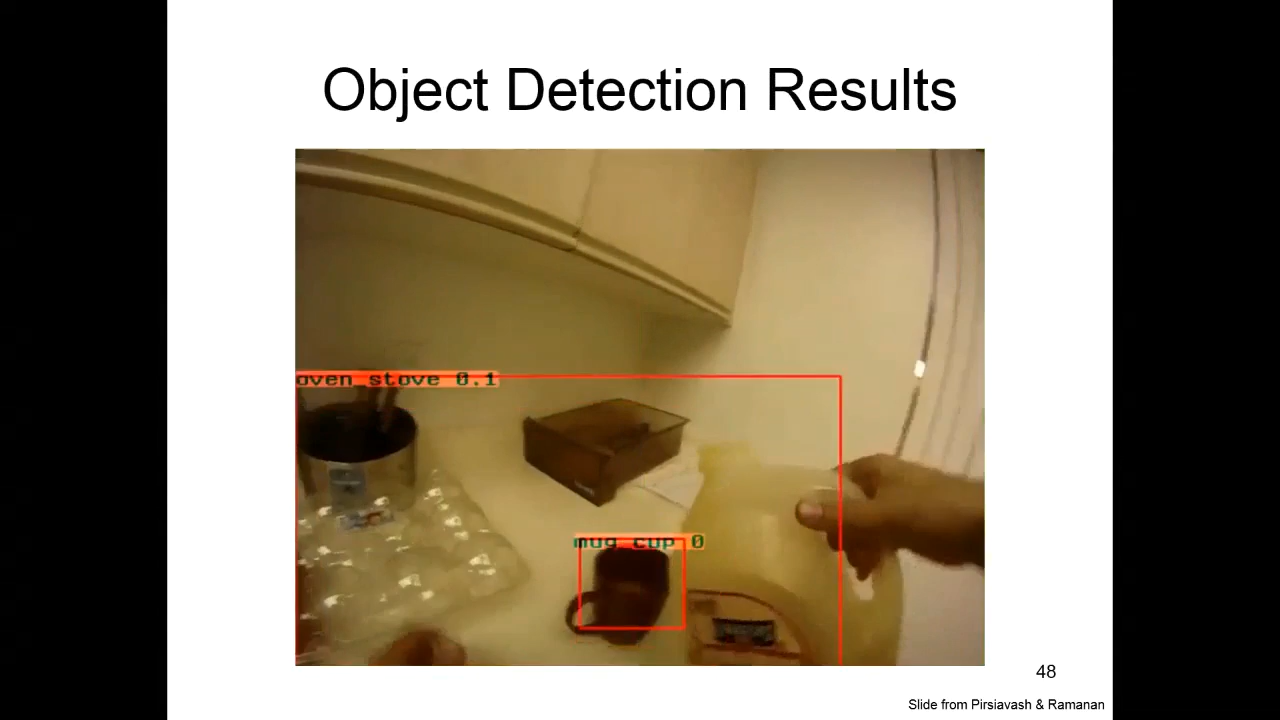 Object Detection Results
oven stove 0.1
mug cup 0
48
Slide from Pirsiavash & Ramanan